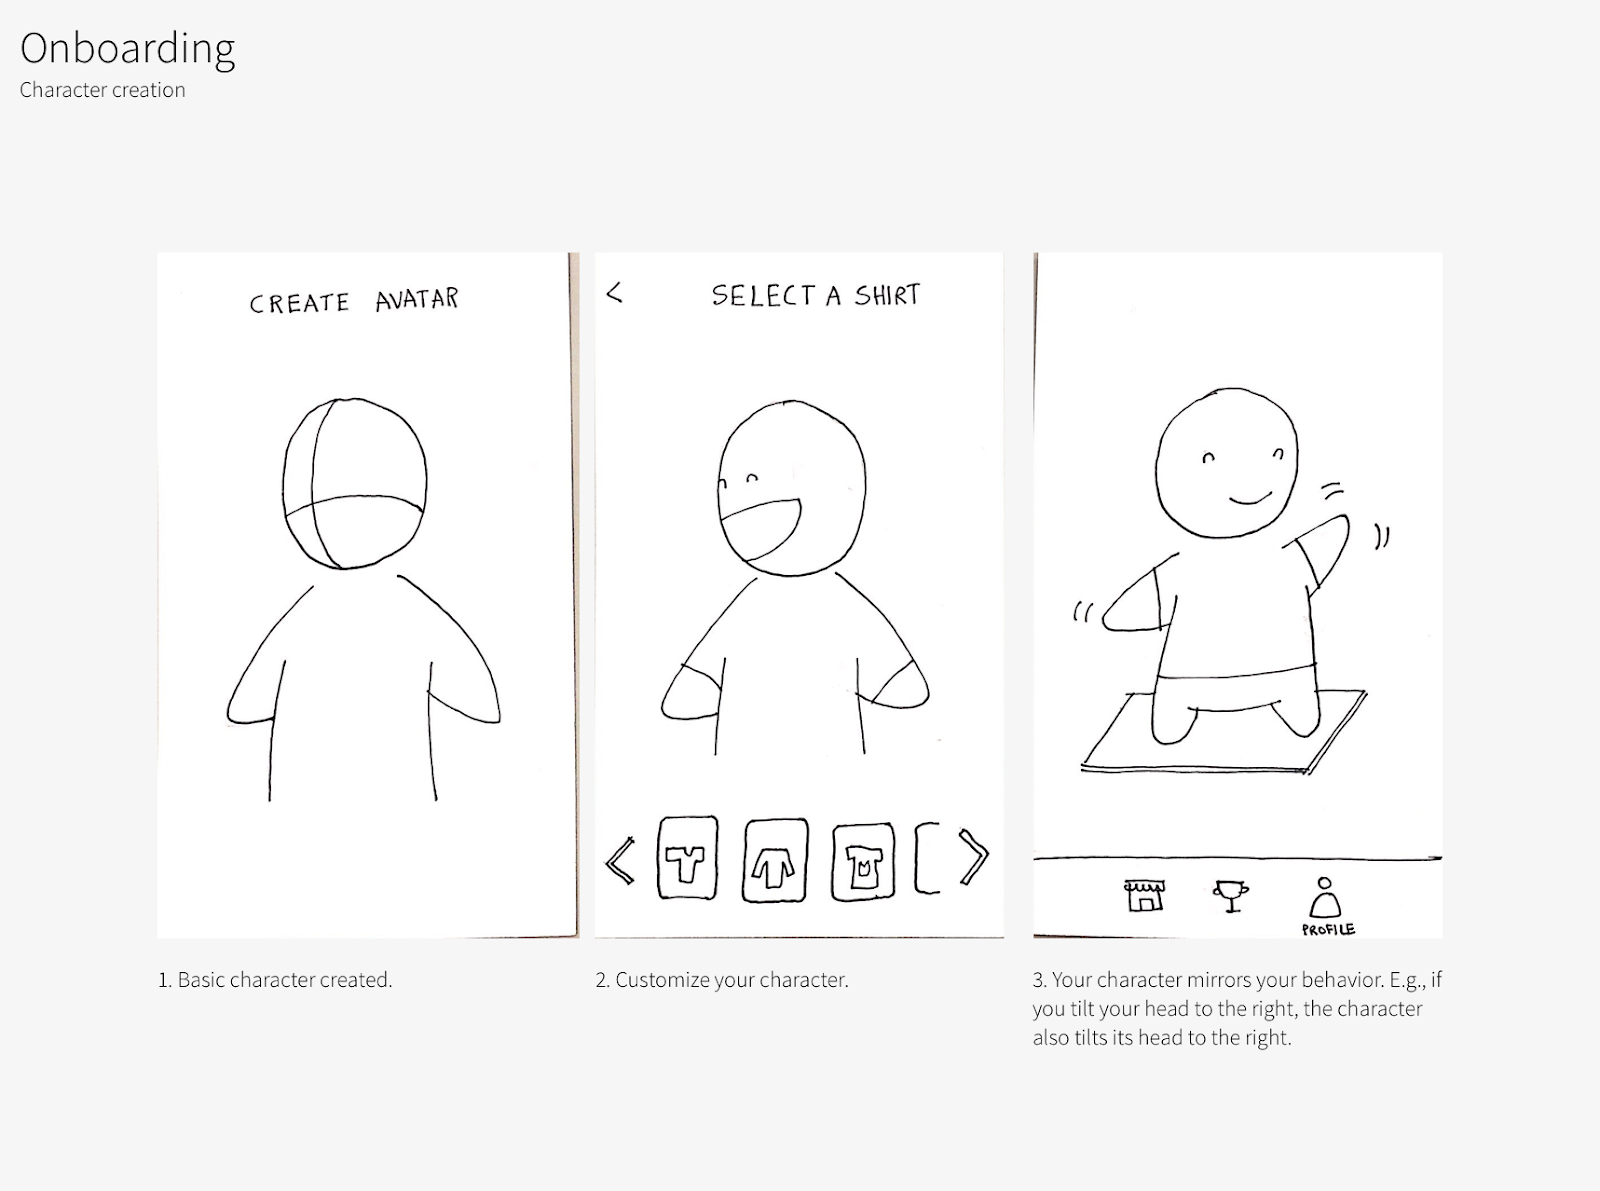 Onboarding
Character creation
CREATE AVATAR
< SELECT A SHIRT
PROFILE
1. Basic character created.
2. Customize your character.
3. Your character mirrors your behavior. E.g., if
you tilt your head to the right, the character
also tilts its head to the right.